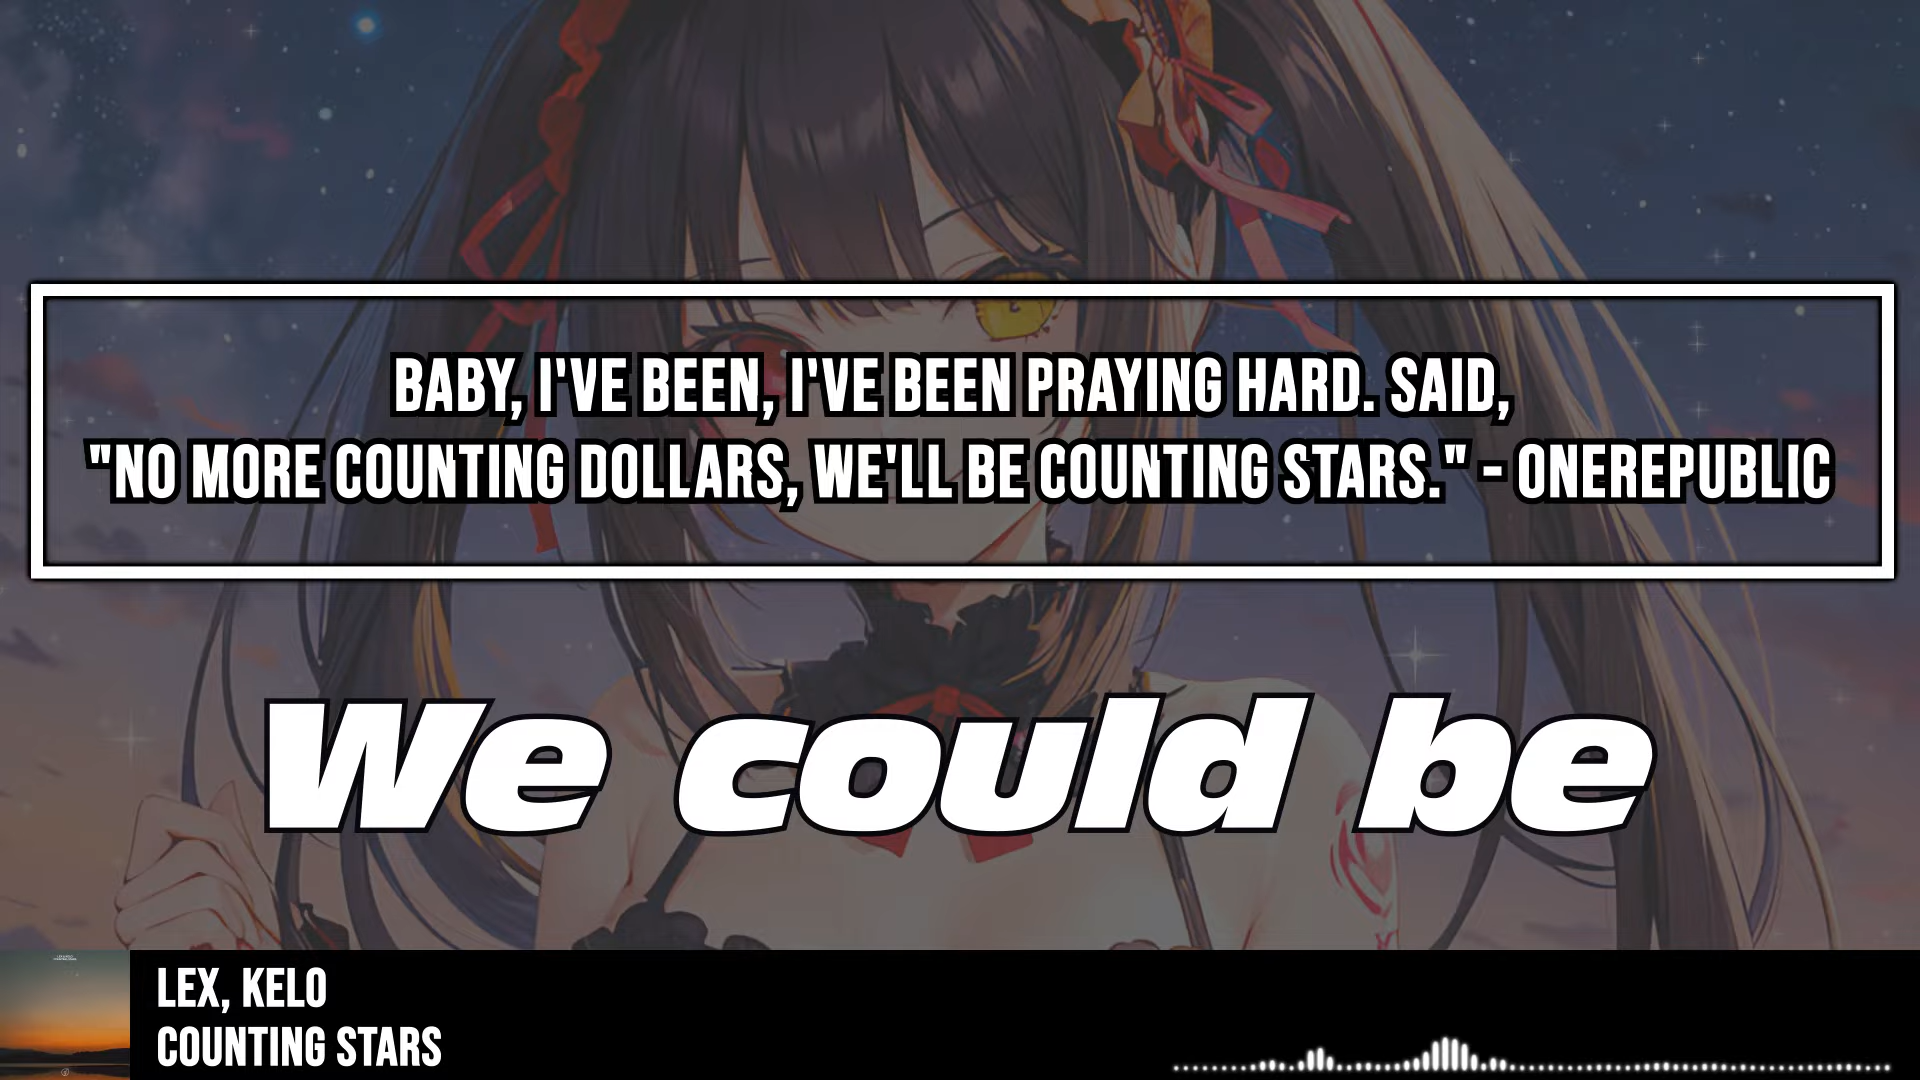 BABY, I'VE BEEN, I'VE BEEN PRAYING HARD. SAID,
"NO MORE COUNTING DOLLARS, WE'LL BE COUNTING STARS." - ONEREPUBLIC
We could be
LEX, KELO
COUNTING STARS